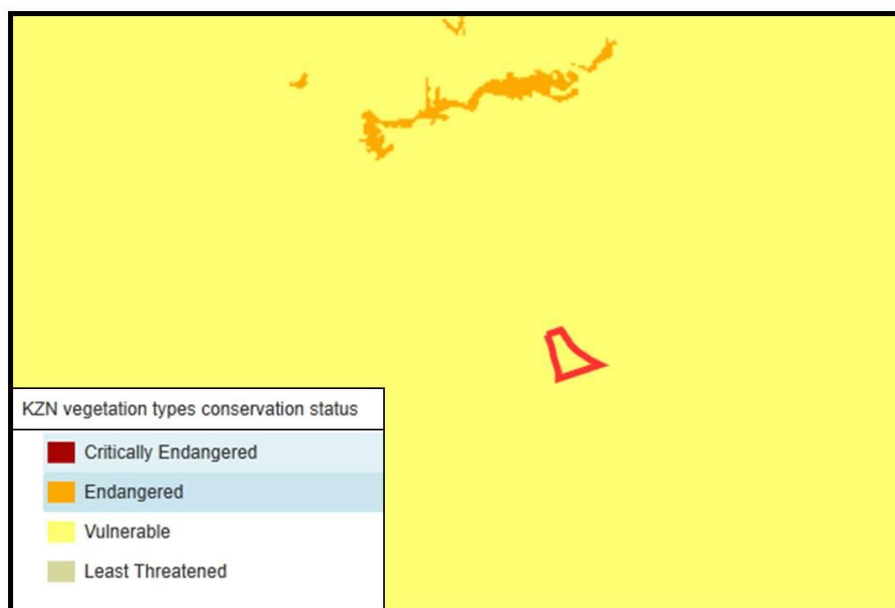 KZN vegetation types conservation status
Critically Endangered
Endangered
Vulnerable
Least Threatened